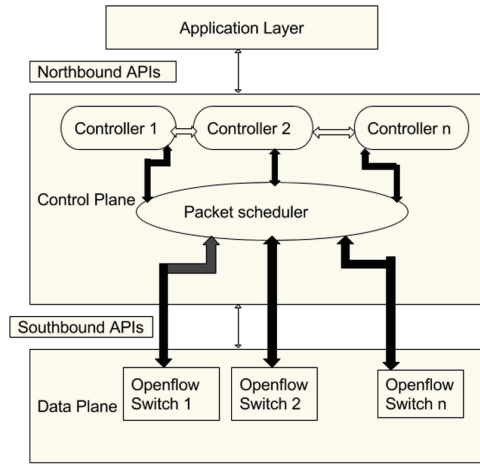 Application Layer
Northbound APIs
Controller 1
Controller 2
Controller n
Control Plane
Packet scheduler
Southbound APIs
Data Plane
Openflow
Switch 1
Openflow
Switch 2
Openflow
Switch n